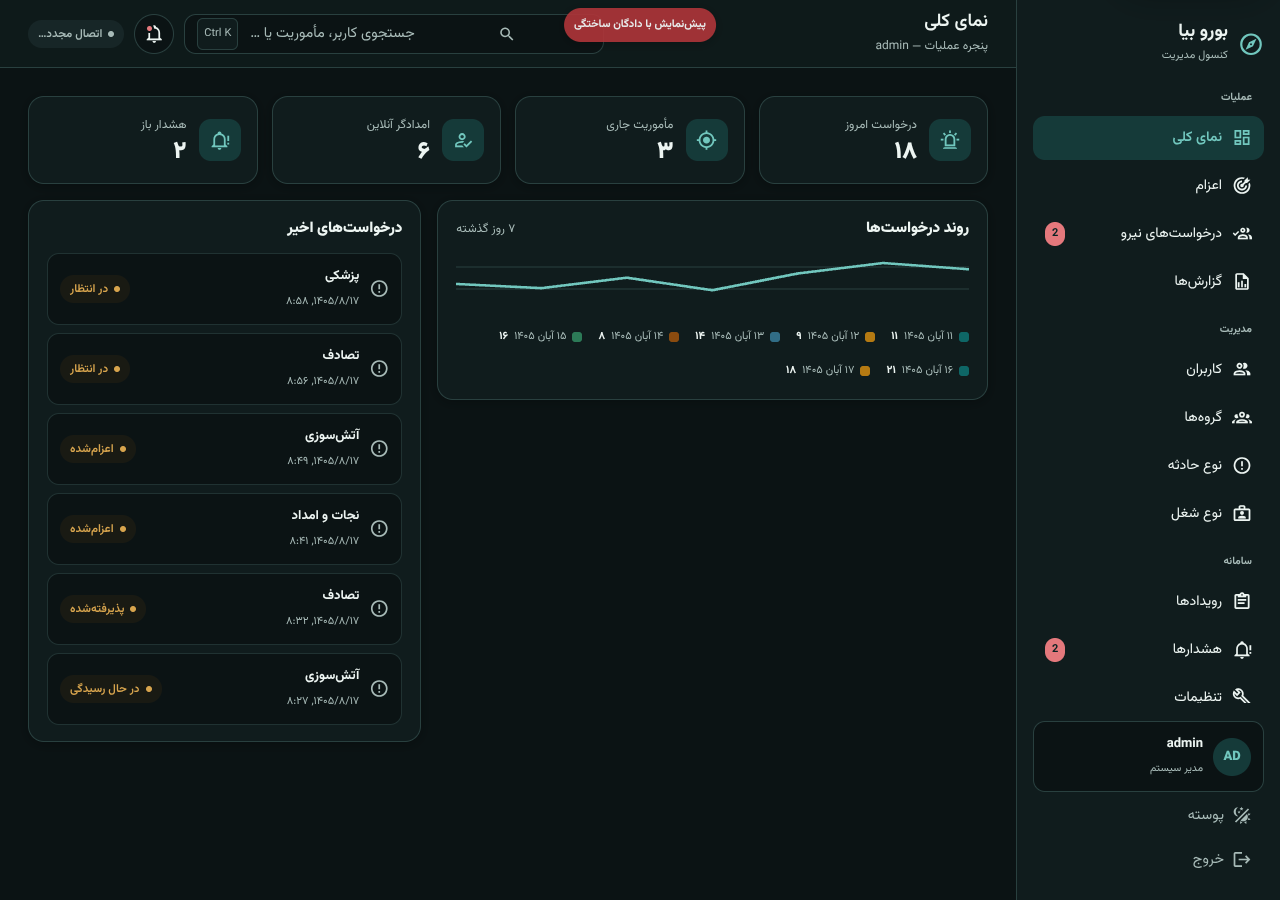 بورو بیا
کنسول مدیریت
عملیات
نمای کلی
اعزام
درخواست‌های نیرو 2
گزارش‌ها
مدیریت
کاربران
گروه‌ها
نوع حادثه
نوع شغل
سامانه
رویدادها
هشدارها 2
تنظیمات
AD
admin
مدیر سیستم
پوسته
خروج
نمای کلی
پنجره عملیات — admin
پیش‌نمایش با دادگان ساختگی
جستجوی کاربر، مأموریت یا ...
Ctrl K
اتصال مجدد...
درخواست امروز
۱۸
مأموریت جاری
۳
امدادگر آنلاین
۶
هشدار باز
۲
روند درخواست‌ها
۷ روز گذشته
۱۱ آبان ۱۴۰۵ ۱۱
۱۲ آبان ۱۴۰۵ ۹
۱۳ آبان ۱۴۰۵ ۱۴
۱۴ آبان ۱۴۰۵ ۸
۱۵ آبان ۱۴۰۵ ۱۶
۱۶ آبان ۱۴۰۵ ۲۱
۱۷ آبان ۱۴۰۵ ۱۸
درخواست‌های اخیر
پزشکی
۱۴۰۵/۸/۱۷, ۸:۵۸
در انتظار
تصادف
۱۴۰۵/۸/۱۷, ۸:۵۶
در انتظار
آتش‌سوزی
۱۴۰۵/۸/۱۷, ۸:۴۹
اعزام‌شده
نجات و امداد
۱۴۰۵/۸/۱۷, ۸:۴۱
اعزام‌شده
تصادف
۱۴۰۵/۸/۱۷, ۸:۳۲
پذیرفته‌شده
آتش‌سوزی
۱۴۰۵/۸/۱۷, ۸:۲۷
در حال رسیدگی